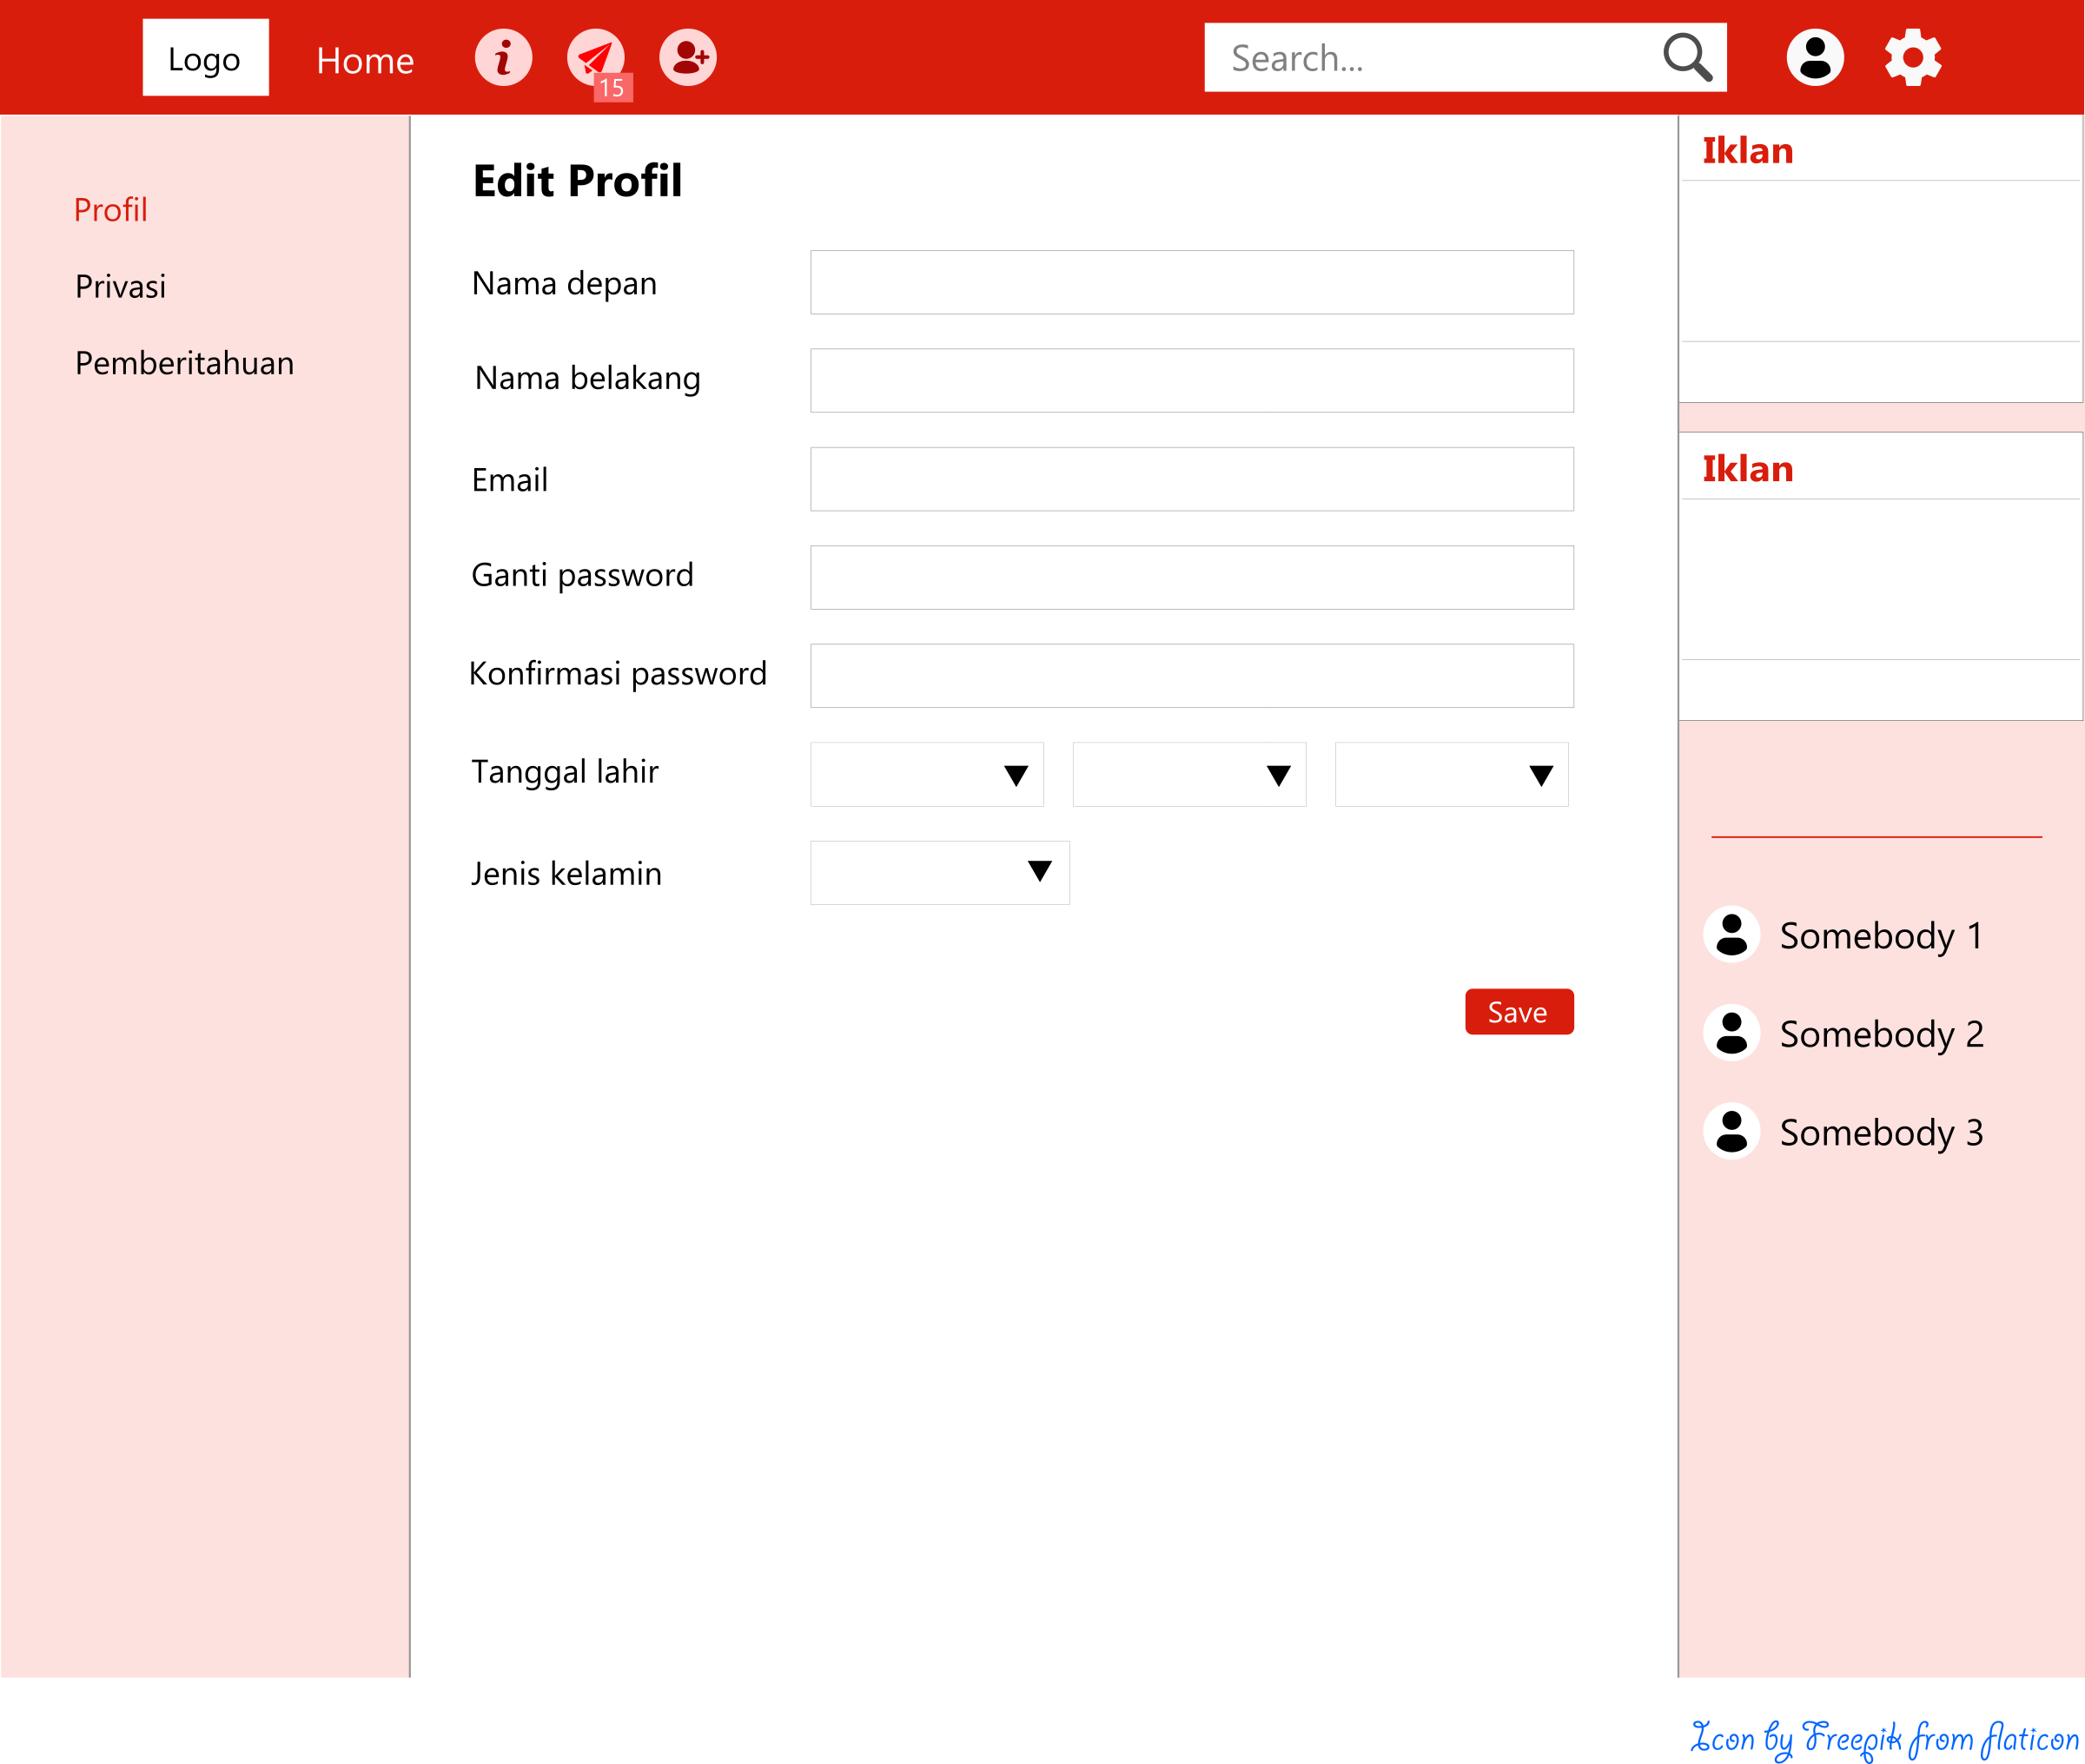 Logo
Home
15
Search...
Profil
Privasi
Pemberitahuan
Edit Profil
Nama depan
Nama belakang
Email
Ganti password
Konfirmasi password
Tanggal lahir
Jenis kelamin
Save
Iklan
Iklan
Somebody 1
Somebody 2
Somebody 3
Icon by Freepik from flaticon